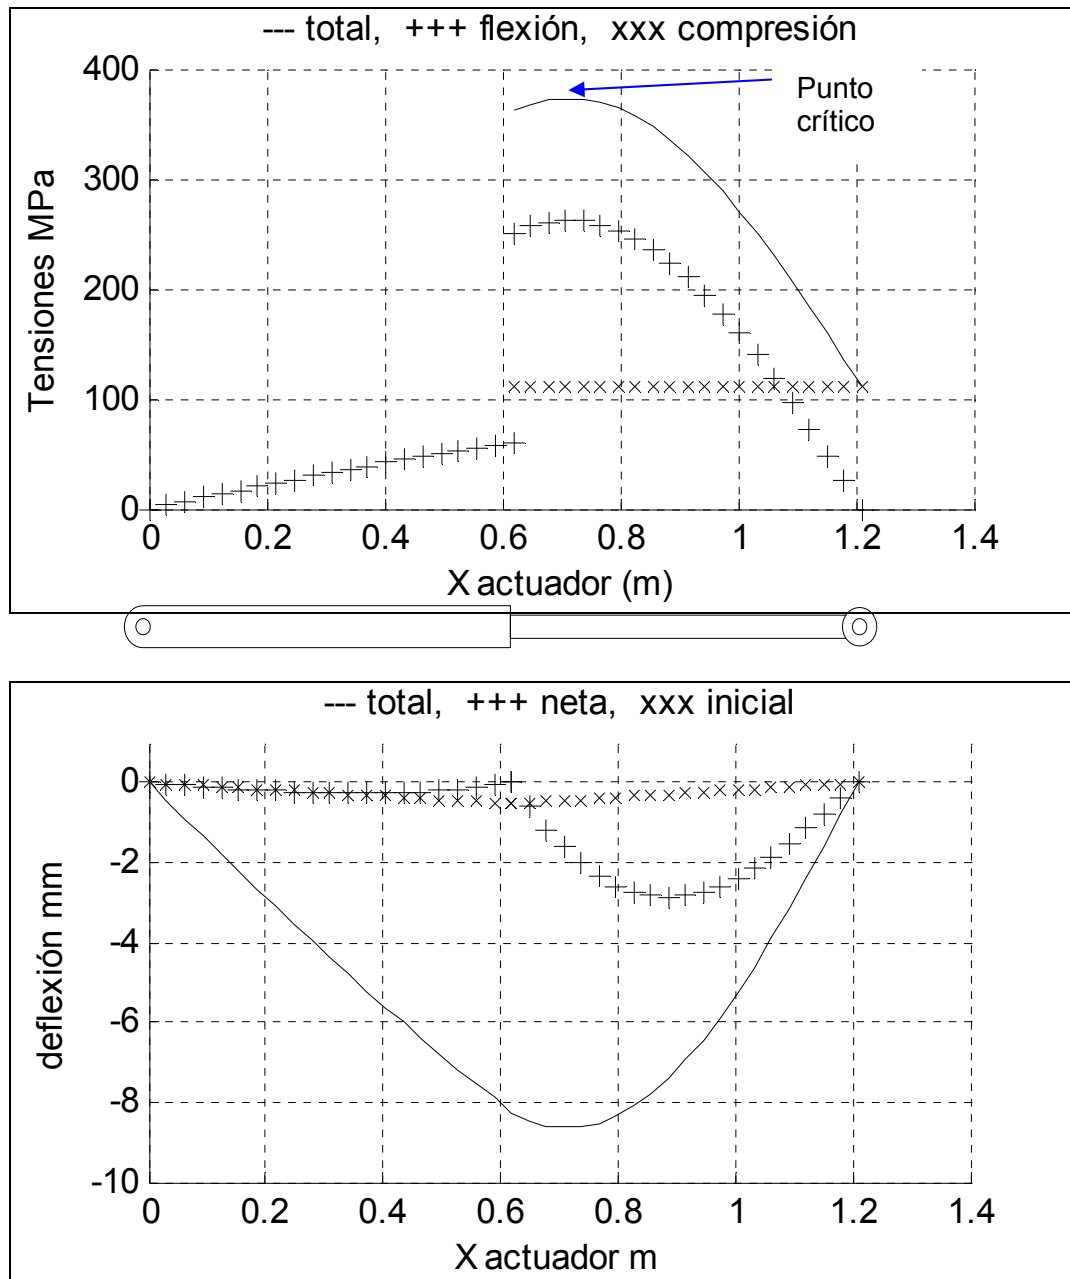 --- total, +++ flexión, xxx compresión
400
300
200
100
0
Tensiones MPa
Punto
crítico
0 0.2 0.4 0.6 0.8 1 1.2 1.4
X actuador (m)
--- total, +++ neta, xxx inicial
0
-2
-4
-6
-8
-10
deflexión mm
0 0.2 0.4 0.6 0.8 1 1.2 1.4
X actuador m